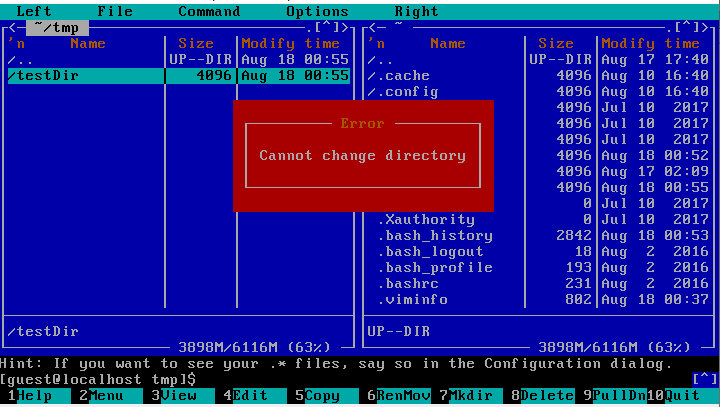 Left File Command Options Right
<─ ~/tmp .[^]> <─ ~ .[^]>
'n Name Size Modify time 'n Name Size Modify time
/.. UP--DIR Aug 18 00:55 /.. UP--DIR Aug 17 17:40
/testDir 4096 Aug 18 00:55 /.cache 4096 Aug 10 16:40
/.config 4096 Aug 10 16:40
4096 Jul 10 2017
Error 4096 Jul 10 2017
4096 Jul 10 2017
Cannot change directory 4096 Aug 18 00:52
4096 Aug 17 02:09
4096 Aug 18 00:55
0 Jul 10 2017
.Xauthority 0 Jul 10 2017
.bash_history 2842 Aug 18 00:53
.bash_logout 18 Aug 2 2016
.bash_profile 193 Aug 2 2016
.bashrc 231 Aug 2 2016
.viminfo 802 Aug 18 00:37
/testDir UP--DIR
3898M/6116M (63%) 3898M/6116M (63%)
Hint: If you want to see your .* files, say so in the Configuration dialog.
[guest@localhost tmp]$ [^]
1Help 2Menu 3View 4Edit 5Copy 6RenMov 7Mkdir 8Delete 9PullDn 10Quit